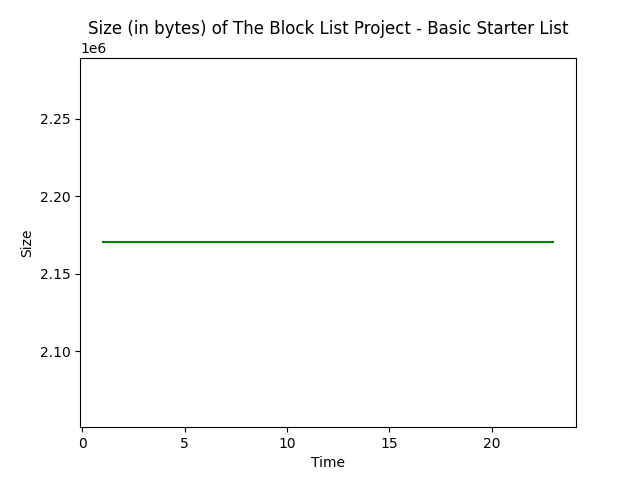 Size (in bytes) of The Block List Project - Basic Starter List
1e6
2.25
2.20
2.15
2.10
Size
0 5 10 15 20
Time